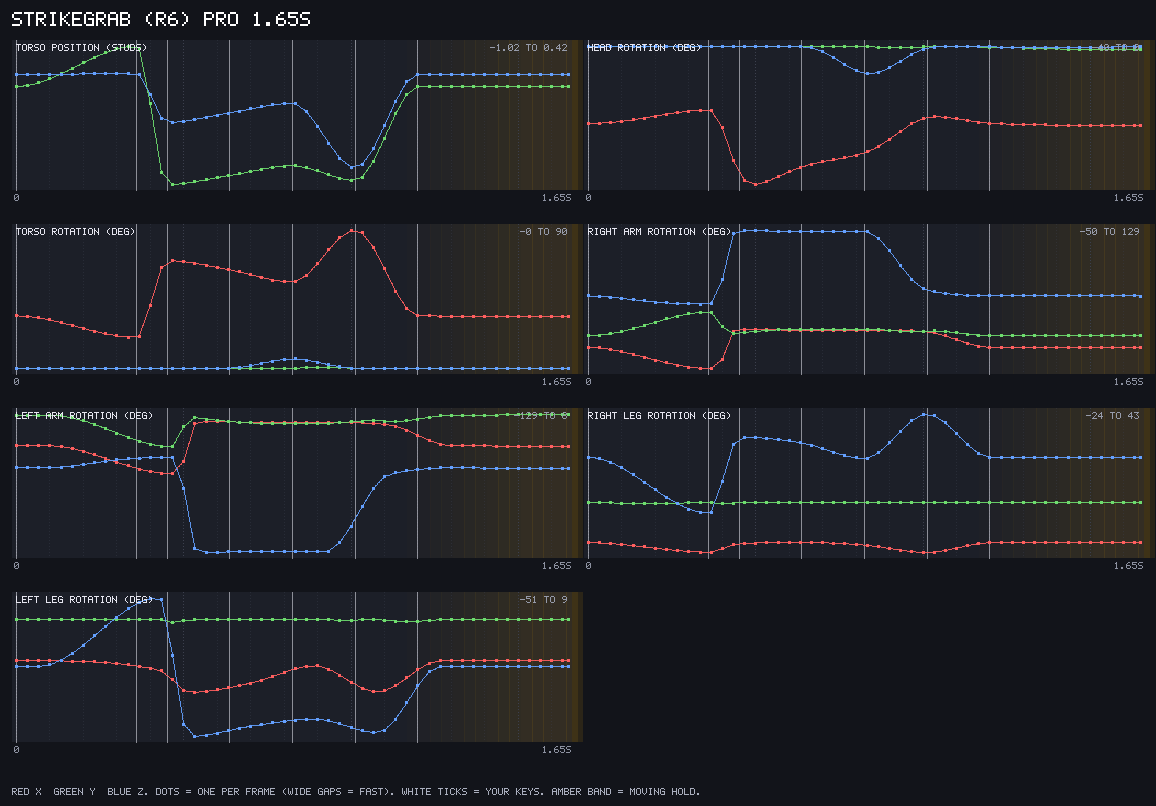 STRIKEGRAB (R6) PRO 1.65S
TORSO POSITION (STUDS) -1.02 TO 0.42
0 1.65S
HEAD ROTATION (DEG)
0 1.65S
TORSO ROTATION (DEG) -0 TO 90
0 1.65S
RIGHT ARM ROTATION (DEG) -50 TO 129
0 1.65S
LEFT ARM ROTATION (DEG)
0 1.65S
RIGHT LEG ROTATION (DEG) -24 TO 43
0 1.65S
LEFT LEG ROTATION (DEG) -51 TO 9
0 1.65S
RED X GREEN Y BLUE Z. DOTS = ONE PER FRAME (WIDE GAPS = FAST). WHITE TICKS = YOUR KEYS. AMBER BAND = MOVING HOLD.